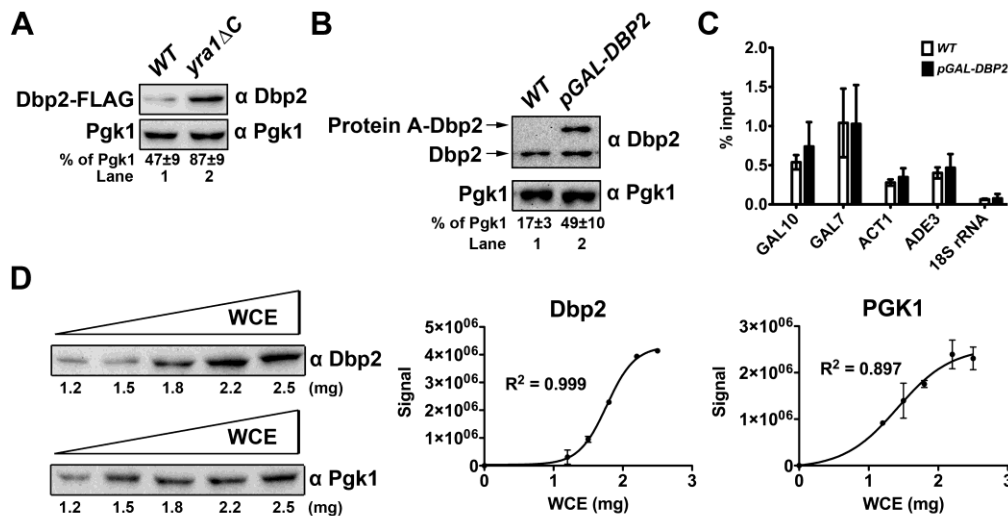 A
WT
yra1ΔC
Dbp2-FLAG
α Dbp2
Pgk1
α Pgk1
% of Pgk1 47±9 87±9
Lane 1 2
B
WT
pGAL-DBP2
Protein A-Dbp2
Dbp2
α Dbp2
Pgk1
α Pgk1
% of Pgk1 17±3 49±10
Lane 1 2
C
WT
pGAL-DBP2
% input
2.0
1.5
1.0
0.5
0.0
GAL10
GAL7
ACT1
ADE3
18S rRNA
D
WCE
α Dbp2
1.2 1.5 1.8 2.2 2.5 (mg)
WCE
α Pgk1
1.2 1.5 1.8 2.2 2.5 (mg)
Dbp2
Signal
5×10⁰⁶
4×10⁰⁶
3×10⁰⁶
2×10⁰⁶
1×10⁰⁶
0
R² = 0.999
0 1 2 3
WCE (mg)
PGK1
Signal
3×10⁰⁶
2×10⁰⁶
1×10⁰⁶
0
R² = 0.897
0 1 2 3
WCE (mg)